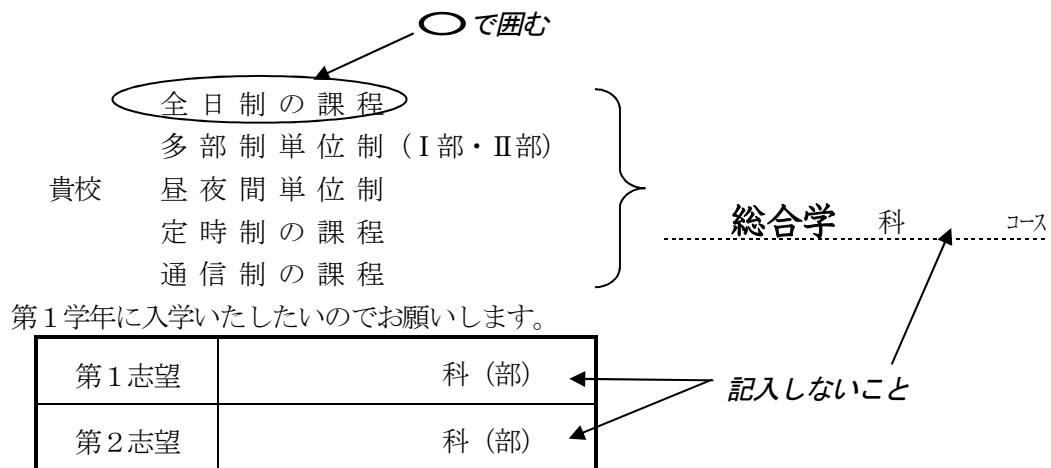 で囲む
全日制の課程
多部制単位制（Ⅰ部・Ⅱ部）
貴校 昼夜間単位制
定時制の課程
通信制の課程
総合学 科 コース
第１学年に入学いたしたいのでお願いします。
第１志望 科（部）
記入しないこと
第２志望 科（部）